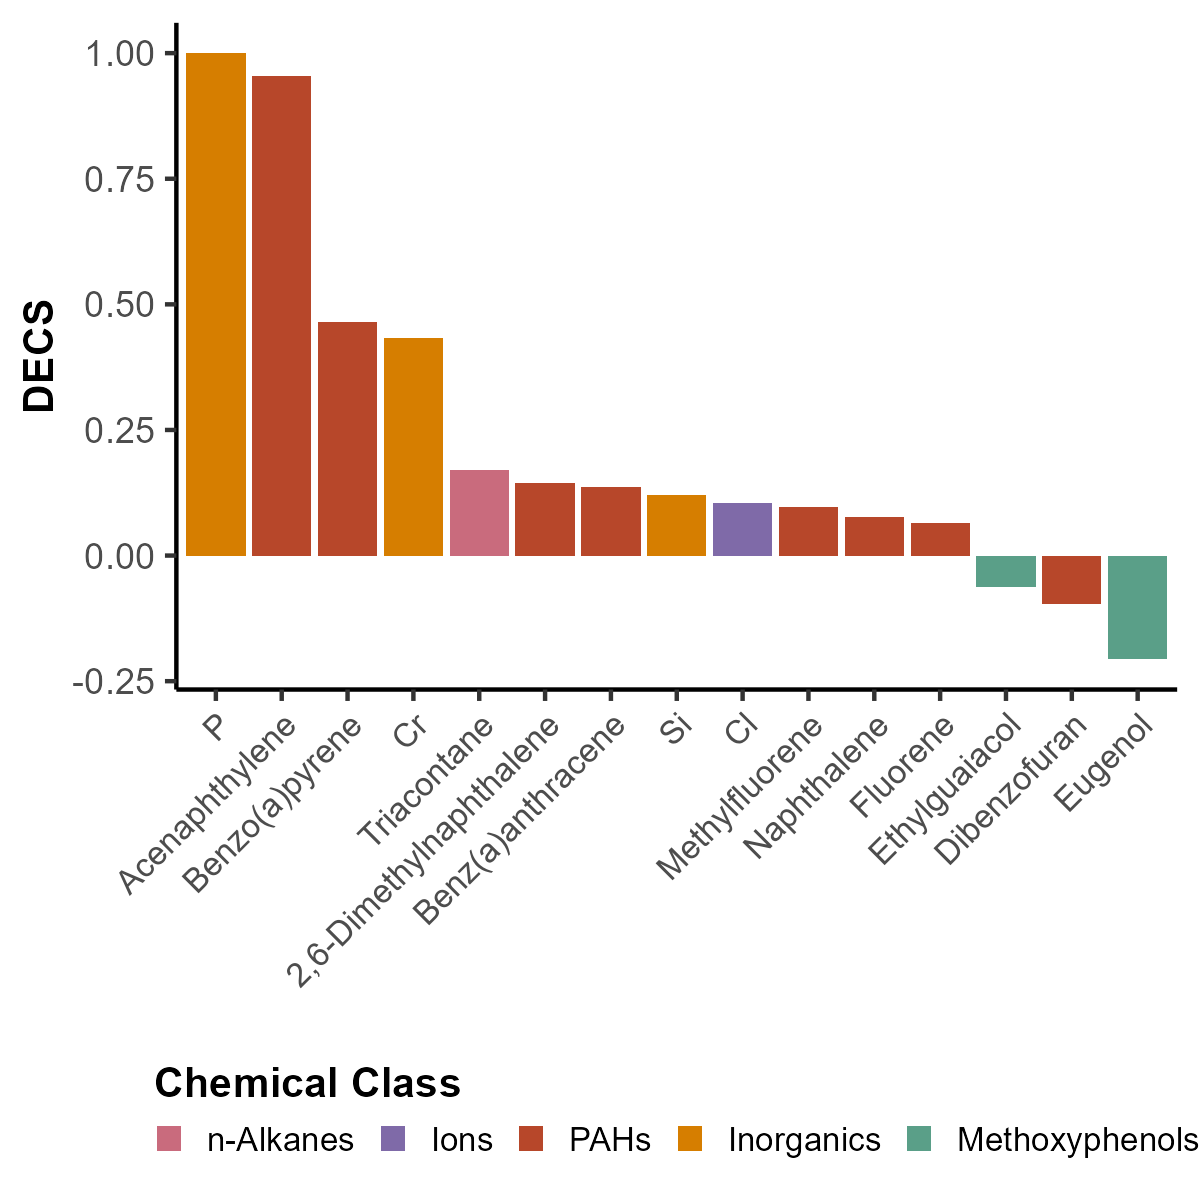 1.00
0.75
0.50
0.25
0.00
-0.25
DECS
P
Acenaphthylene
Benzo(a)pyrene
Cr
Triacontane
2,6-Dimethylnaphthalene
Benz(a)anthracene
Si
Cl
Methylfluorene
Naphthalene
Fluorene
Ethylguaiacol
Dibenzofuran
Eugenol
Chemical Class
n-Alkanes Ions PAHs Inorganics Methoxyphenols